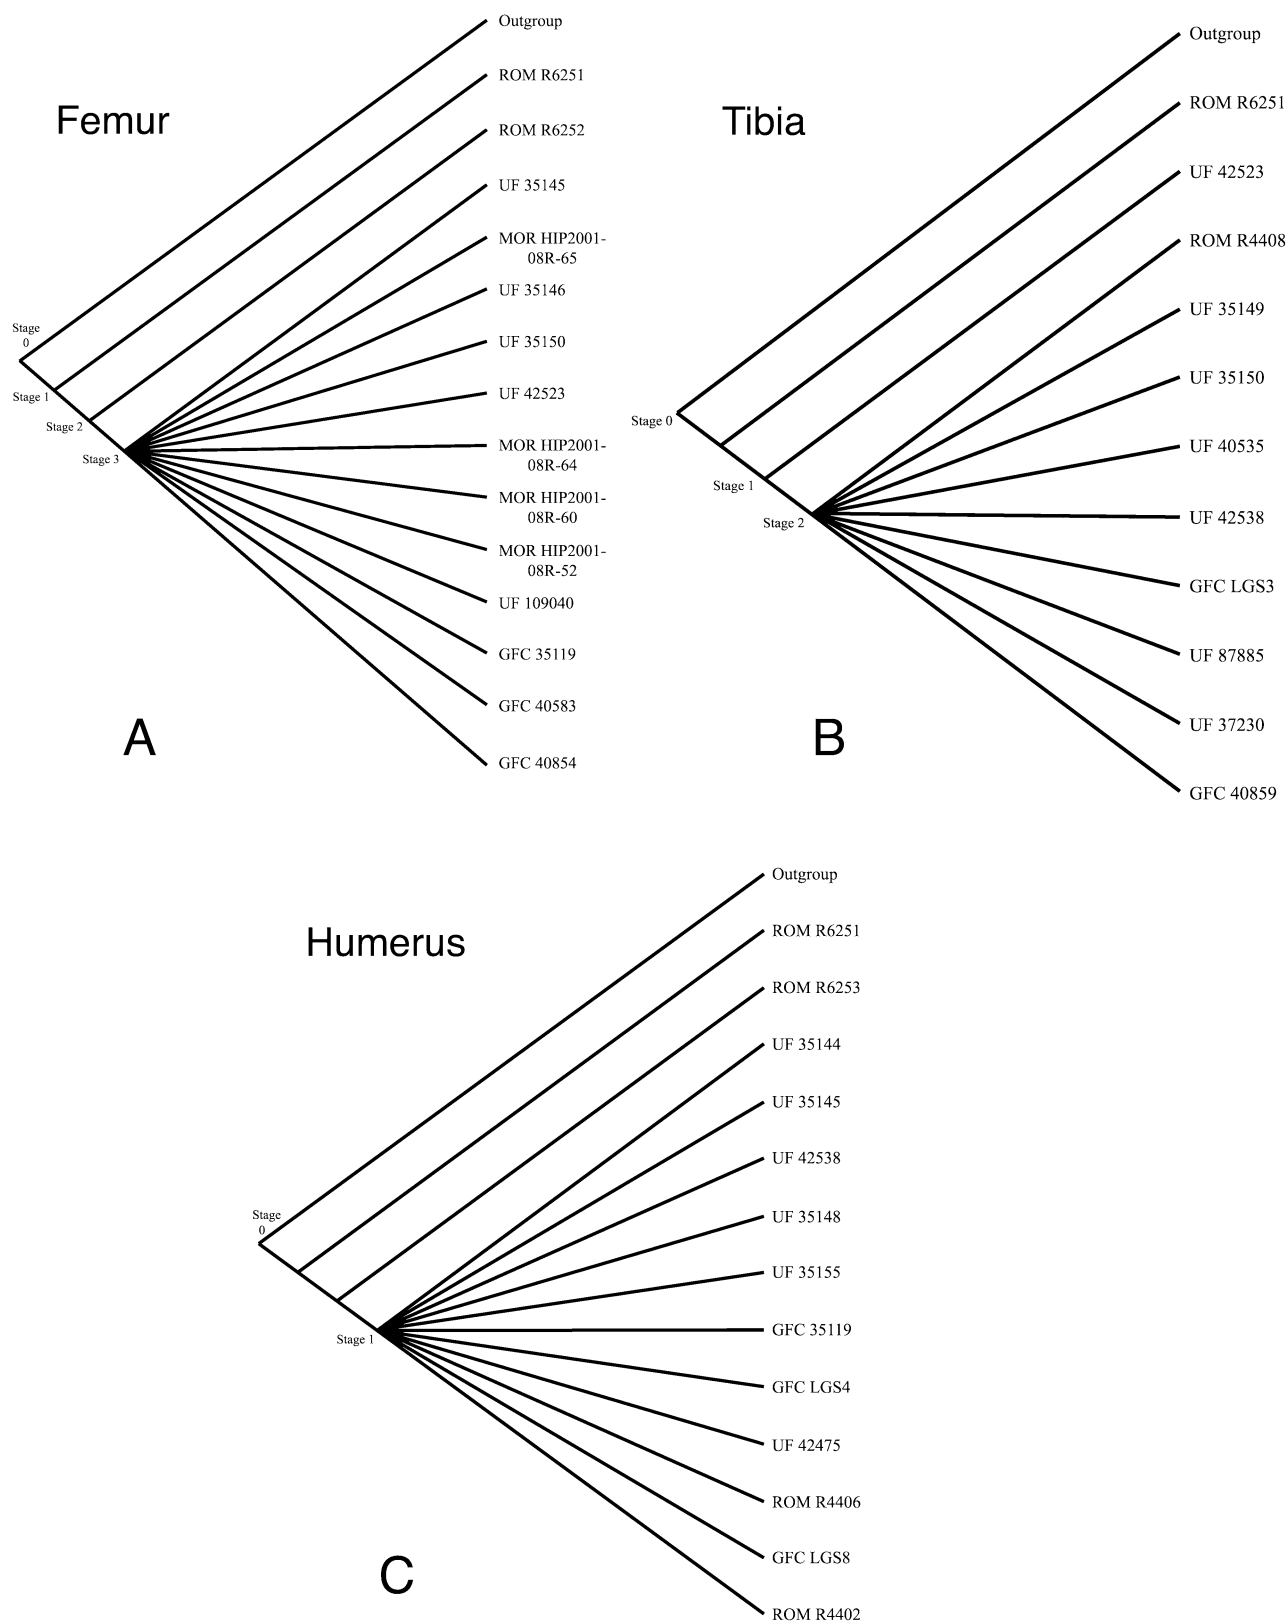 Femur
Outgroup
ROM R6251
ROM R6252
UF 35145
MOR HIP2001-
08R-65
UF 35146
UF 35150
UF 42523
MOR HIP2001-
08R-64
MOR HIP2001-
08R-60
MOR HIP2001-
08R-52
UF 109040
GFC 35119
GFC 40583
GFC 40854
Stage
0
Stage 1
Stage 2
Stage 3
A
Tibia
Outgroup
ROM R6251
UF 42523
ROM R4408
UF 35149
UF 35150
UF 40535
UF 42538
GFC LGS3
UF 87885
UF 37230
GFC 40859
Stage 0
Stage 1
Stage 2
B
Humerus
Outgroup
ROM R6251
ROM R6253
UF 35144
UF 35145
UF 42538
UF 35148
UF 35155
GFC 35119
GFC LGS4
UF 42475
ROM R4406
GFC LGS8
ROM R4402
Stage
0
Stage 1
C